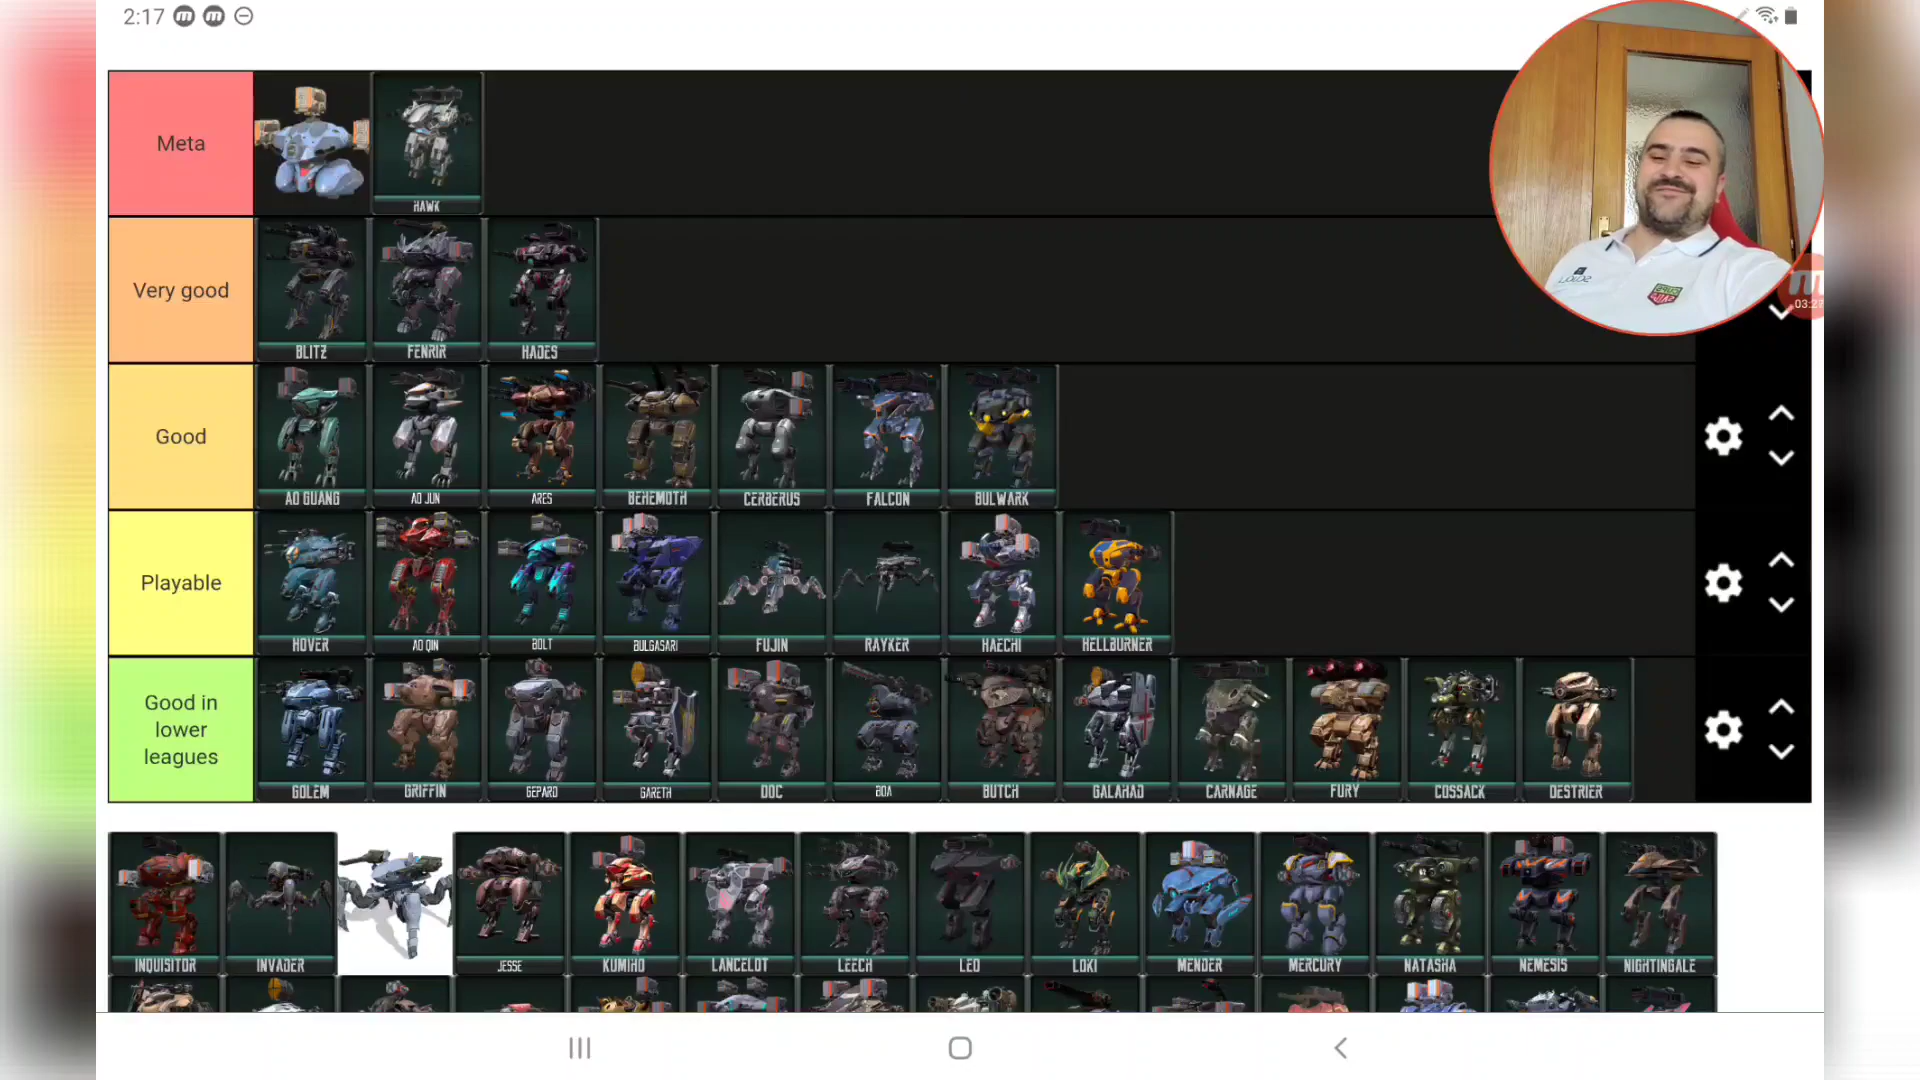 2:17
Meta
HAWK
Very good
BLITZ FENRIR HADES
03:27
Good
AO GUANG AO JUN ARES BEHEMOTH CERBERUS FALCON BULWARK
Playable
HOVER AO QIN BOLT BULGASARI FUJIN RAYKER HAECHI HELLBURNER
Good in
lower
leagues
GOLEM GRIFFIN GEPARD GARETH DOC BOA BUTCH GALAHAD CARNAGE FURY COSSACK DESTRIER
INQUISITOR INVADER JESSE KUMIHO LANCELOT LEECH LEO LOKI MENDER MERCURY NATASHA NEMESIS NIGHTINGALE